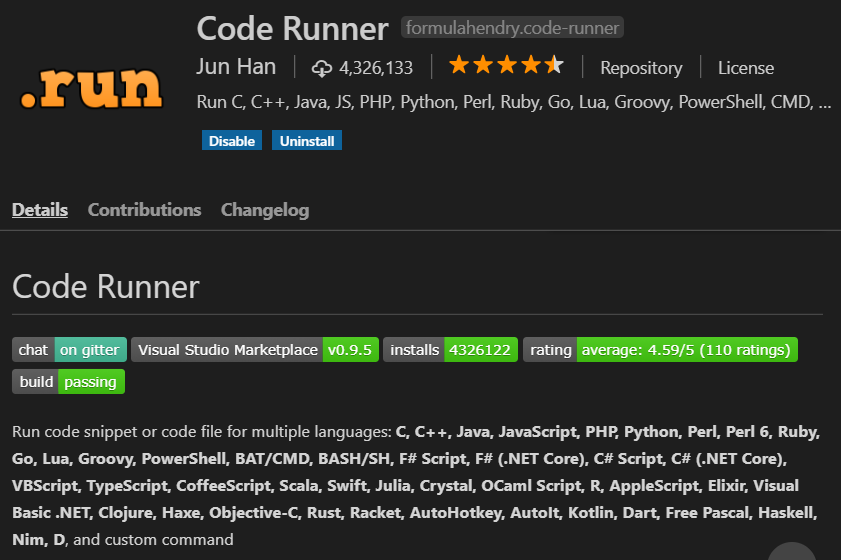 Code Runner formulahendry.code-runner
.run
Jun Han 4,326,133 Repository License
Run C, C++, Java, JS, PHP, Python, Perl, Ruby, Go, Lua, Groovy, PowerShell, CMD, ...
Disable Uninstall
Details Contributions Changelog
Code Runner
chat on gitter Visual Studio Marketplace v0.9.5 installs 4326122 rating average: 4.59/5 (110 ratings)
build passing
Run code snippet or code file for multiple languages: C, C++, Java, JavaScript, PHP, Python, Perl, Perl 6, Ruby,
Go, Lua, Groovy, PowerShell, BAT/CMD, BASH/SH, F# Script, F# (.NET Core), C# Script, C# (.NET Core),
VBScript, TypeScript, CoffeeScript, Scala, Swift, Julia, Crystal, OCaml Script, R, AppleScript, Elixir, Visual
Basic .NET, Clojure, Haxe, Objective-C, Rust, Racket, AutoHotkey, AutoIt, Kotlin, Dart, Free Pascal, Haskell,
Nim, D, and custom command